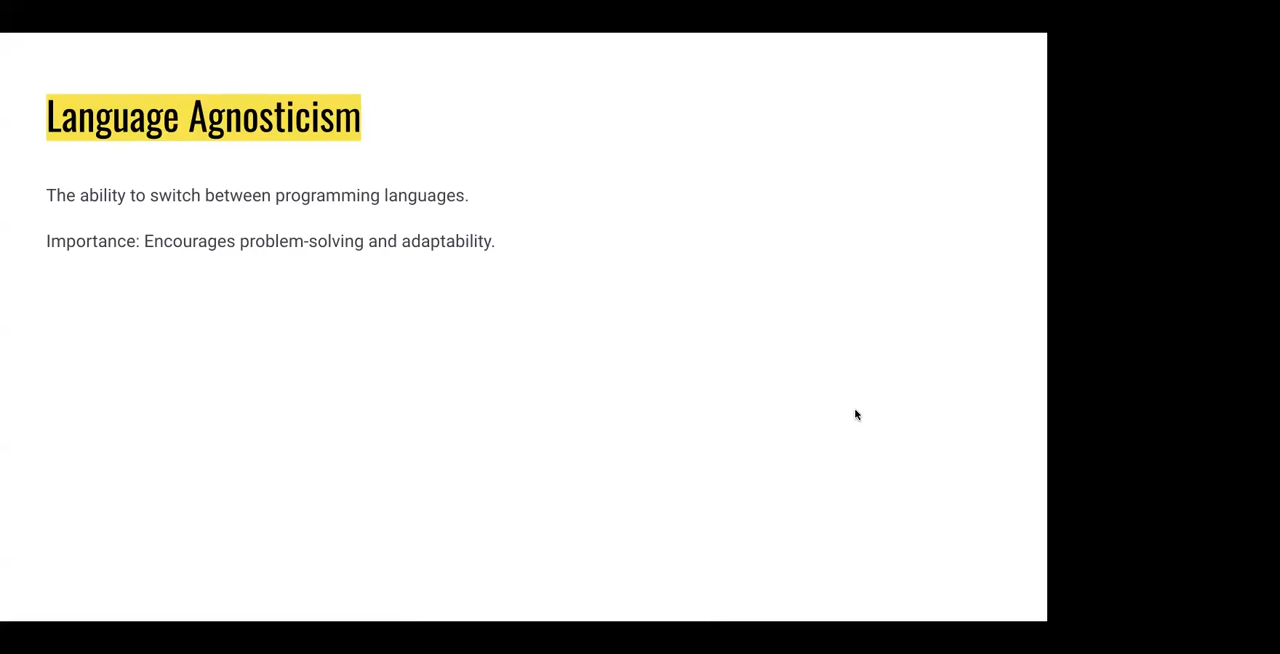 Language Agnosticism
The ability to switch between programming languages.
Importance: Encourages problem-solving and adaptability.